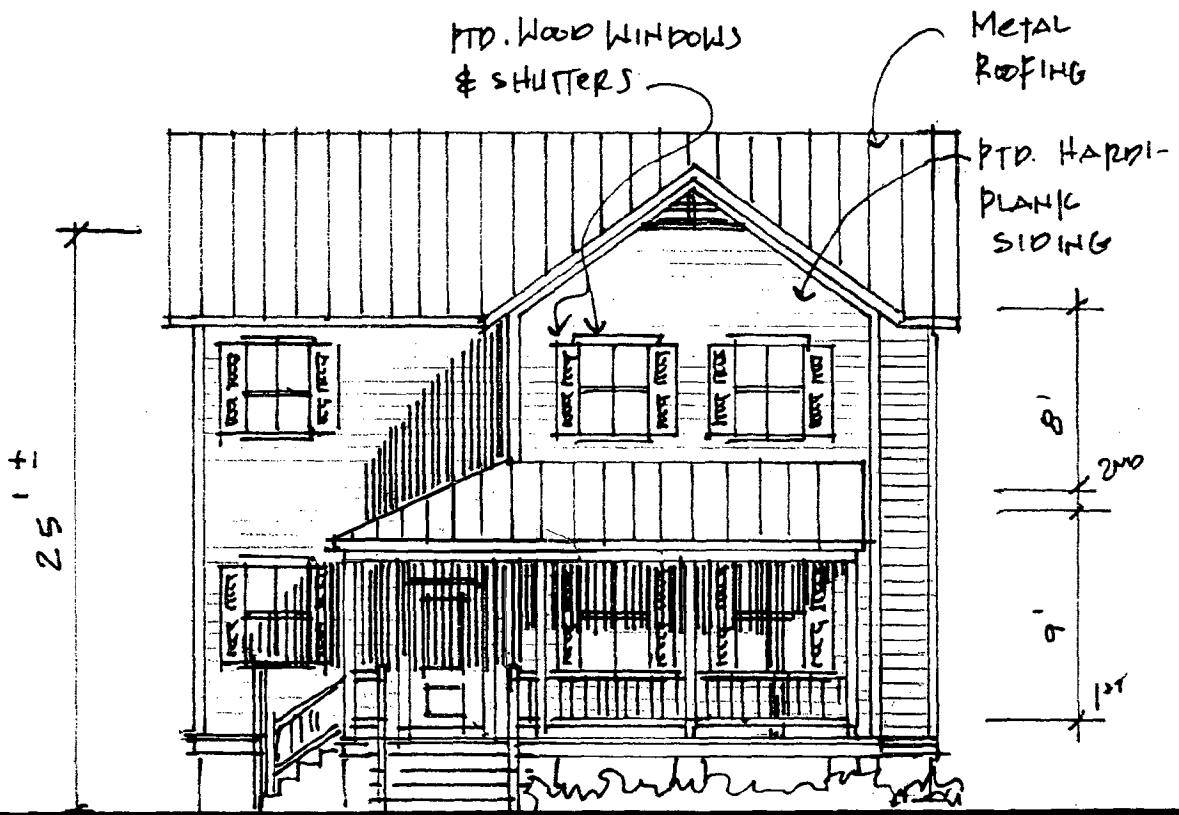 PTD. WOOD WINDOWS
& SHUTTERS
METAL
ROOFING
PTD. HARDI-
PLANK
SIDING
25' ±
8'
2ND
9'
1ST